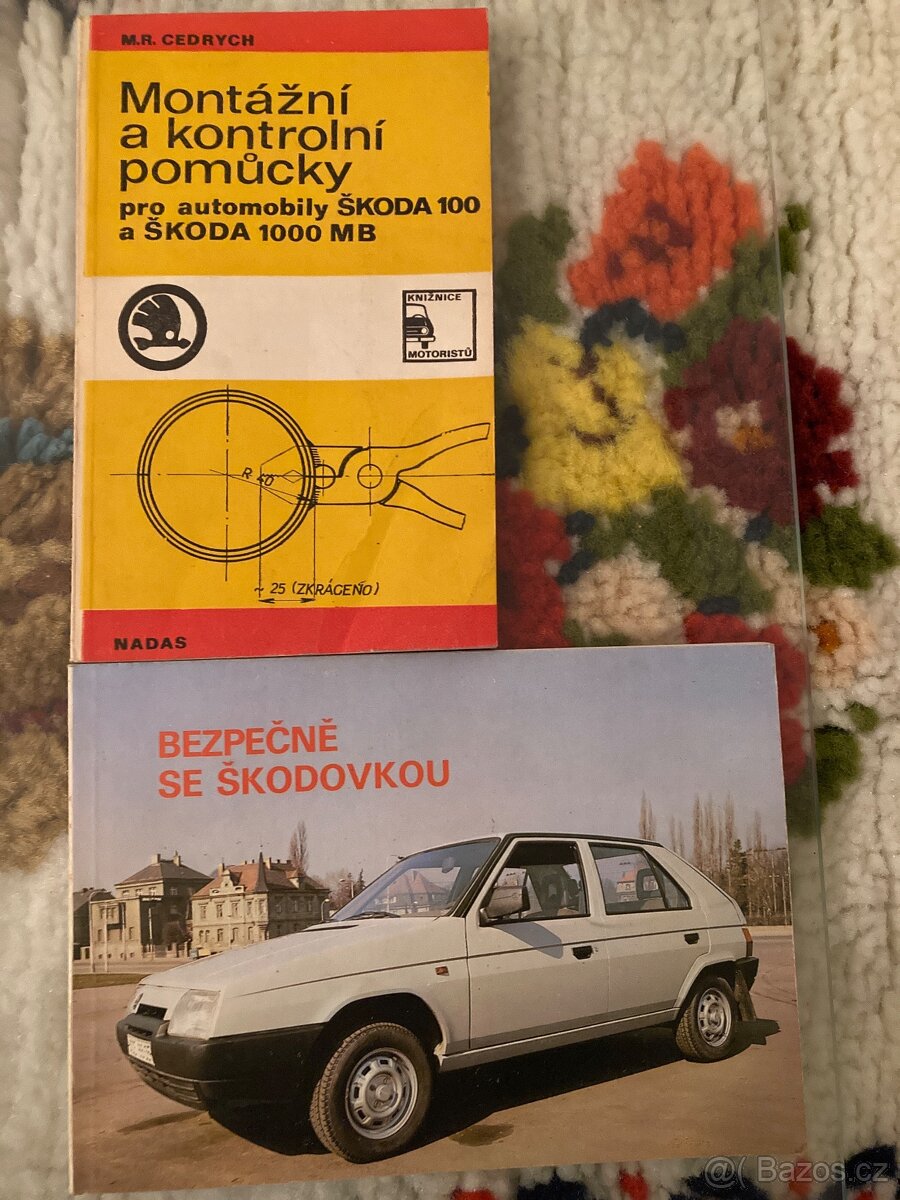 M.R. CEDRYCH
Montážní
a kontrolní
pomůcky
pro automobily ŠKODA 100
a ŠKODA 1000 MB
KNIŽNICE
MOTORISTŮ
R 40
~ 25 (ZKRÁCENO)
NADAS
BEZPEČNĚ
SE ŠKODOVKOU
@( Bazos.cz